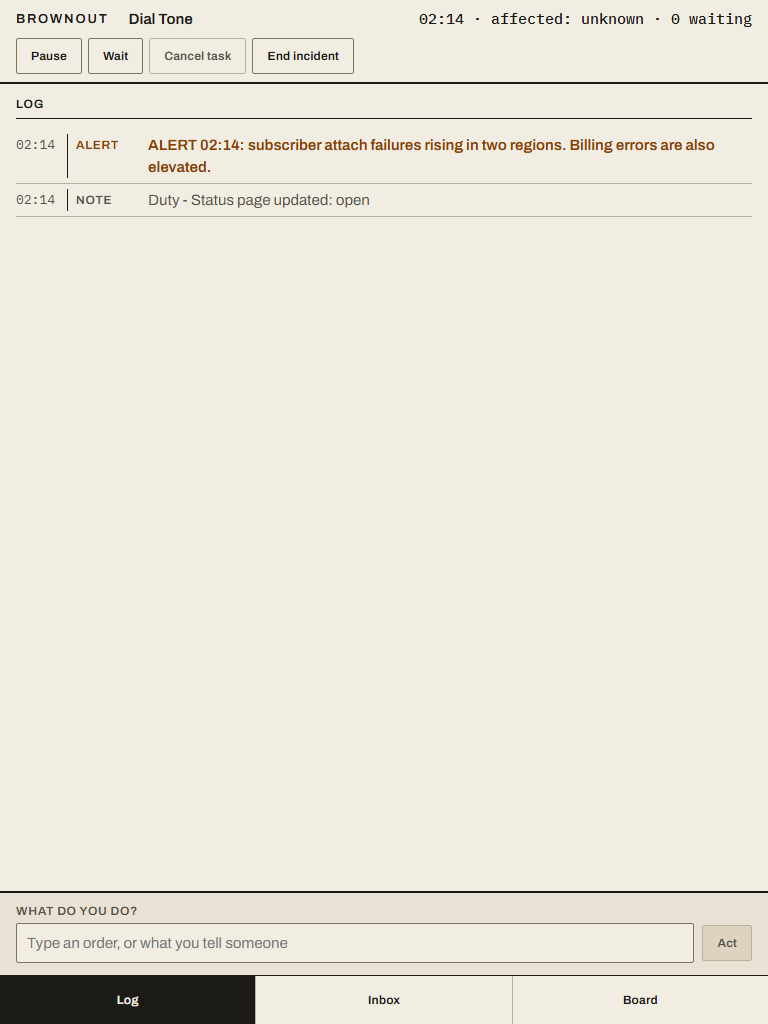 BROWNOUT Dial Tone 02:14 · affected: unknown · 0 waiting
Pause Wait Cancel task End incident
LOG
02:14 ALERT ALERT 02:14: subscriber attach failures rising in two regions. Billing errors are also
elevated.
02:14 NOTE Duty - Status page updated: open
WHAT DO YOU DO?
Type an order, or what you tell someone Act
Log Inbox Board